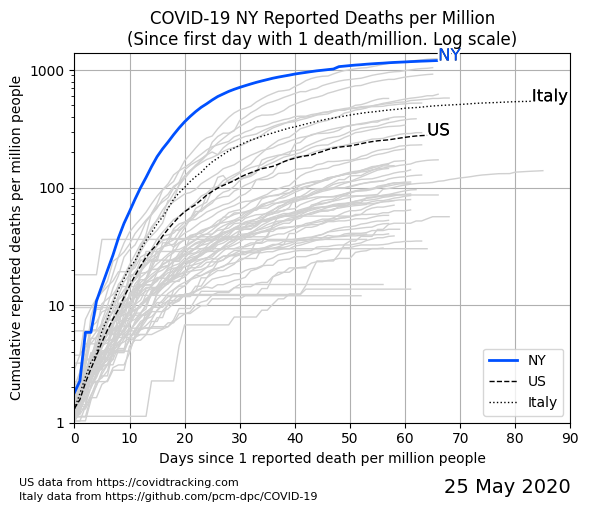 COVID-19 NY Reported Deaths per Million
(Since first day with 1 death/million. Log scale)
Cumulative reported deaths per million people
1000
100
10
1
NY
Italy
US
NY
US
Italy
0 10 20 30 40 50 60 70 80 90
Days since 1 reported death per million people
US data from https://covidtracking.com
Italy data from https://github.com/pcm-dpc/COVID-19
25 May 2020